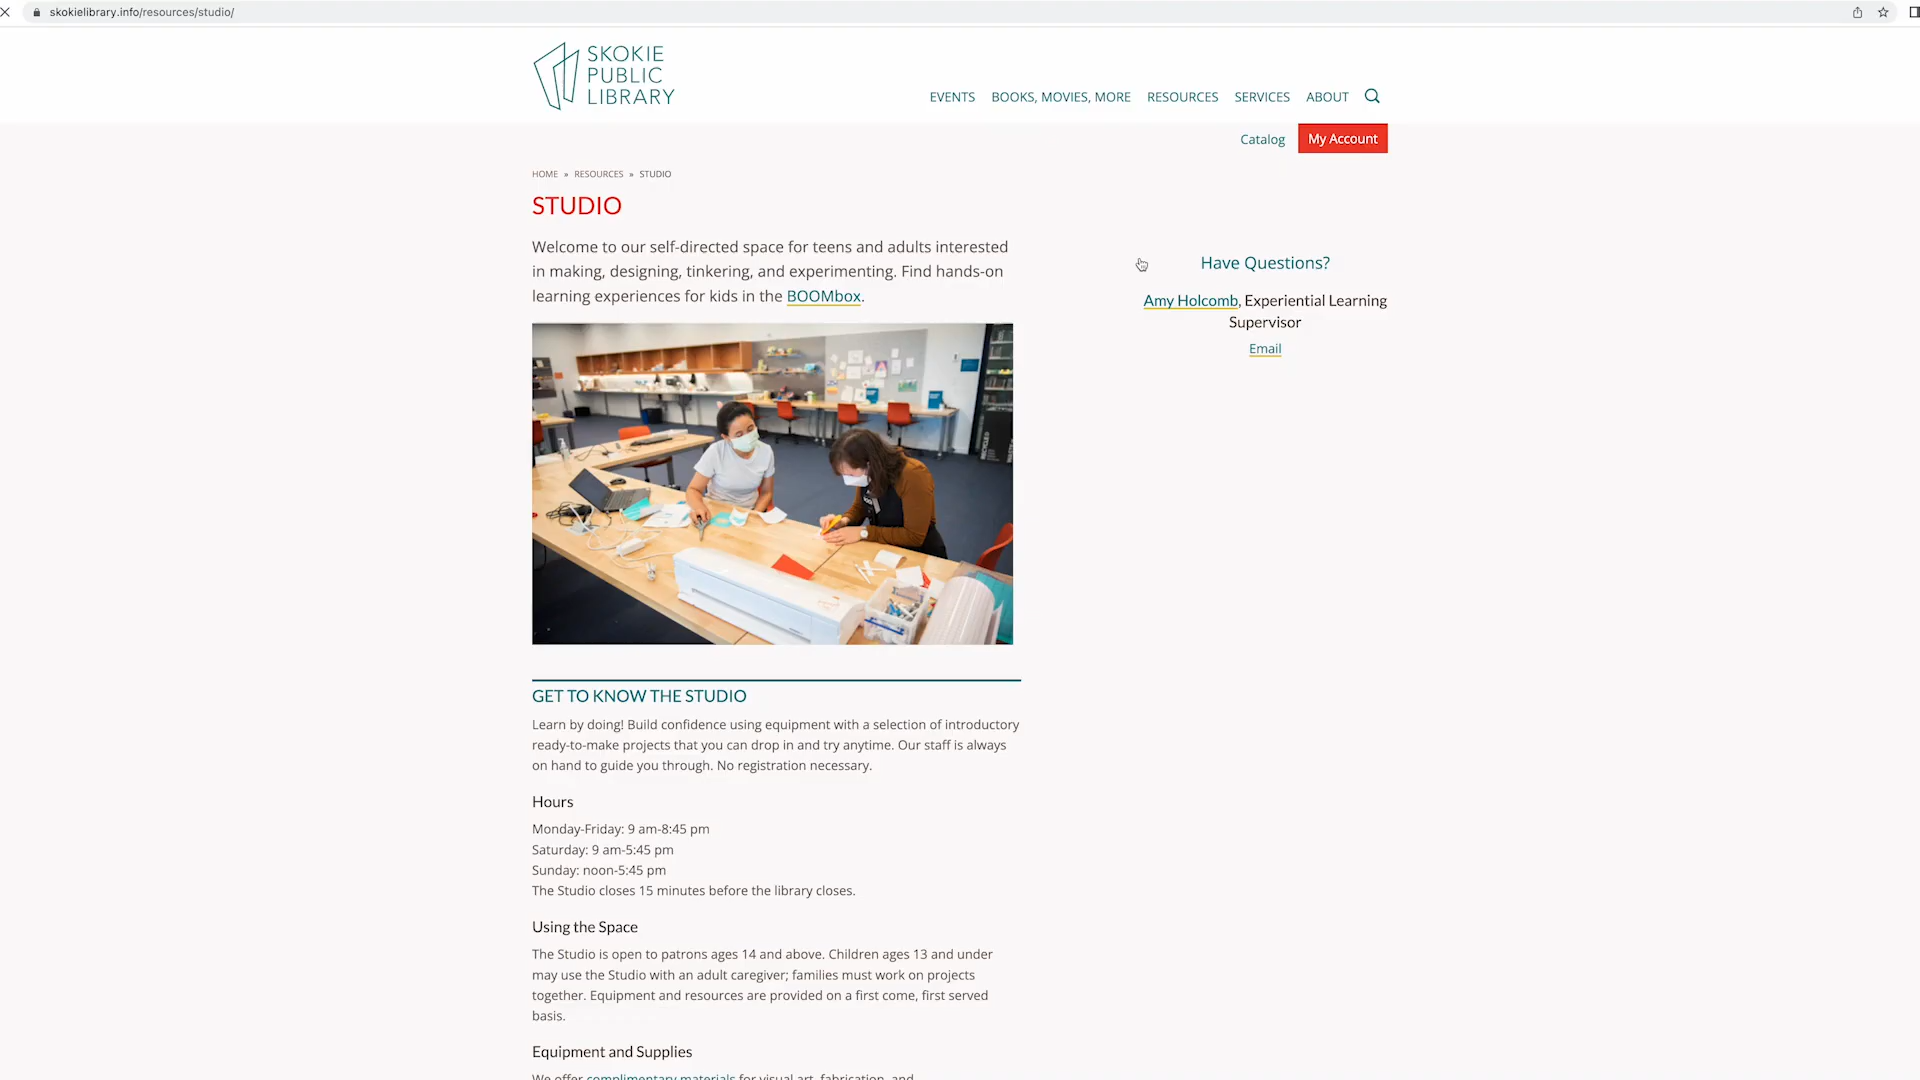 skokielibrary.info/resources/studio/
SKOKIE
PUBLIC
LIBRARY
EVENTS BOOKS, MOVIES, MORE RESOURCES SERVICES ABOUT
Catalog My Account
HOME » RESOURCES » STUDIO
STUDIO
Welcome to our self-directed space for teens and adults interested
in making, designing, tinkering, and experimenting. Find hands-on
learning experiences for kids in the BOOMbox.
Have Questions?
Amy Holcomb, Experiential Learning
Supervisor
Email
GET TO KNOW THE STUDIO
Learn by doing! Build confidence using equipment with a selection of introductory
ready-to-make projects that you can drop in and try anytime. Our staff is always
on hand to guide you through. No registration necessary.
Hours
Monday-Friday: 9 am-8:45 pm
Saturday: 9 am-5:45 pm
Sunday: noon-5:45 pm
The Studio closes 15 minutes before the library closes.
Using the Space
The Studio is open to patrons ages 14 and above. Children ages 13 and under
may use the Studio with an adult caregiver; families must work on projects
together. Equipment and resources are provided on a first come, first served
basis.
Equipment and Supplies
We offer complimentary materials for visual art, fabrication, and